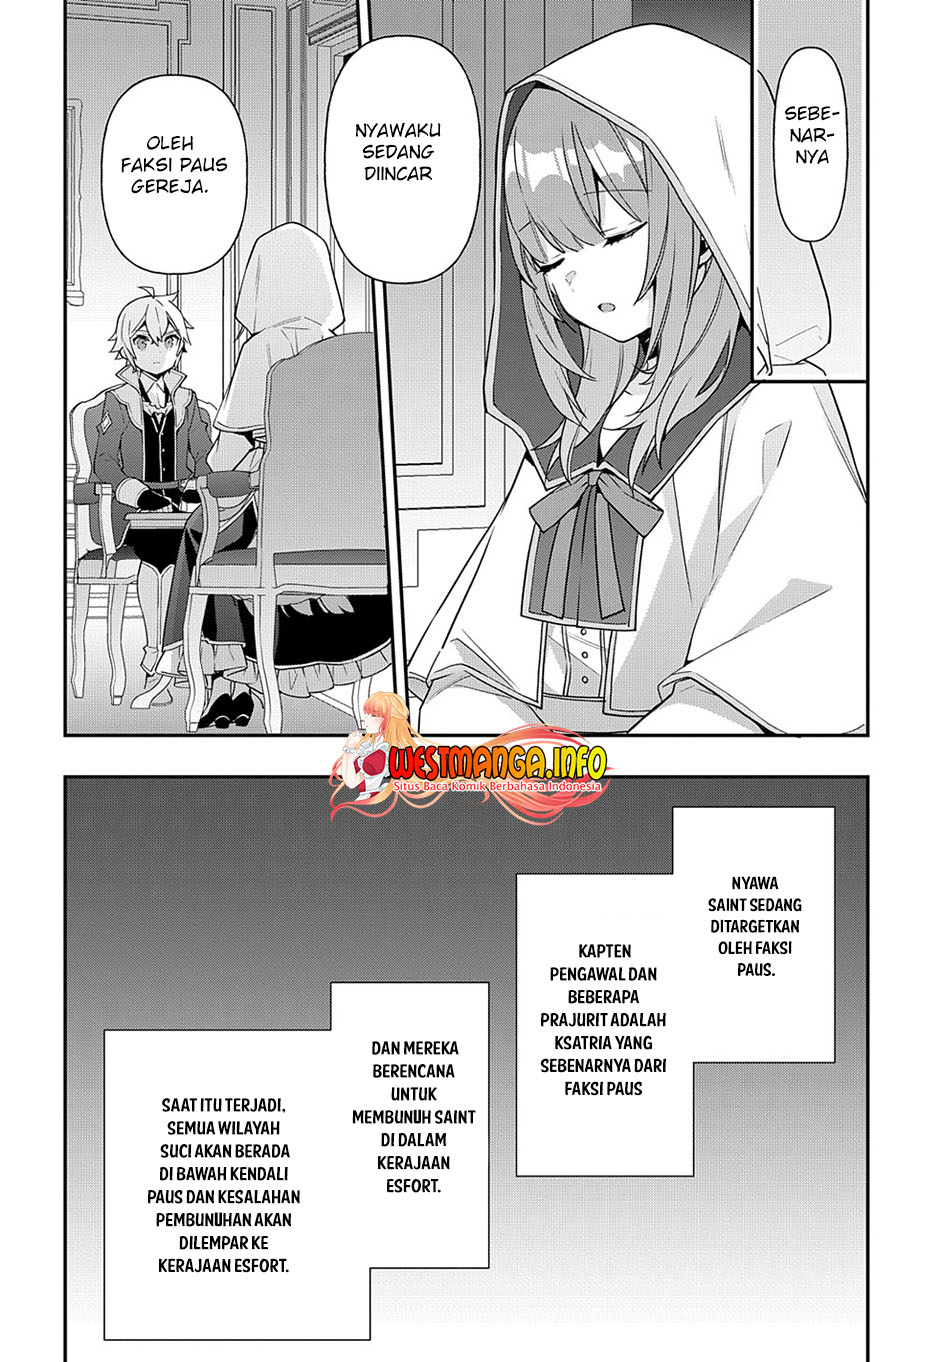 SEBE-
NAR-
NYA
NYAWAKU
SEDANG
DIINCAR
OLEH
FAKSI PAUS
GEREJA.
WESTMANGA.INFO
Situs Baca Komik Berbahasa Indonesia
NYAWA
SAINT SEDANG
DITARGETKAN
OLEH FAKSI
PAUS.
KAPTEN
PENGAWAL DAN
BEBERAPA
PRAJURIT ADALAH
KSATRIA YANG
SEBENARNYA DARI
FAKSI PAUS
DAN MEREKA
BERENCANA
UNTUK
MEMBUNUH SAINT
DI DALAM
KERAJAAN
ESFORT.
SAAT ITU TERJADI,
SEMUA WILAYAH
SUCI AKAN BERADA
DI BAWAH KENDALI
PAUS DAN KESALAHAN
PEMBUNUHAN AKAN
DILEMPAR KE
KERAJAAN ESFORT.